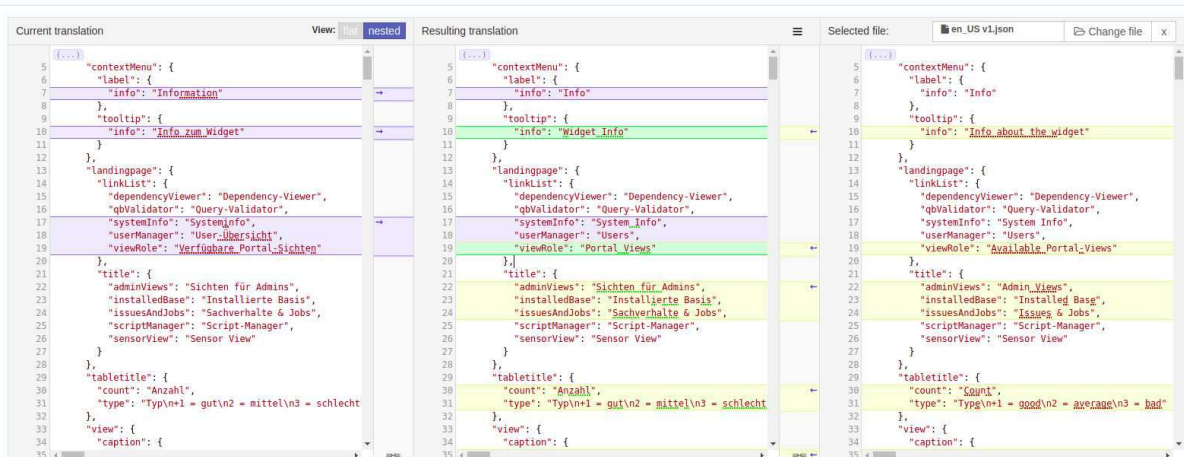 Current translation
View: flat nested
{...}
5 "contextMenu": {
6 "label": {
7 "info": "Information"
8 },
9 "tooltip": {
10 "info": "Info zum Widget"
11 }
12 },
13 "landingpage": {
14 "linkList": {
15 "dependencyViewer": "Dependency-Viewer",
16 "qbValidator": "Query-Validator",
17 "systemInfo": "Systeminfo",
18 "userManager": "User-Übersicht",
19 "viewRole": "Verfügbare Portal-Sichten"
20 },
21 "title": {
22 "adminViews": "Sichten für Admins",
23 "installedBase": "Installierte Basis",
24 "issuesAndJobs": "Sachverhalte & Jobs",
25 "scriptManager": "Script-Manager",
26 "sensorView": "Sensor View"
27 }
28 },
29 "tabletitle": {
30 "count": "Anzahl",
31 "type": "Typ\n+1 = gut\n2 = mittel\n3 = schlecht
32 },
33 "view": {
34 "caption": {
35
Resulting translation
{...}
5 "contextMenu": {
6 "label": {
7 "info": "Info"
8 },
9 "tooltip": {
10 "info": "Widget Info"
11 }
12 },
13 "landingpage": {
14 "linkList": {
15 "dependencyViewer": "Dependency-Viewer",
16 "qbValidator": "Query-Validator",
17 "systemInfo": "System Info",
18 "userManager": "Users",
19 "viewRole": "Portal Views"
20 },
21 "title": {
22 "adminViews": "Sichten für Admins",
23 "installedBase": "Installierte Basis",
24 "issuesAndJobs": "Sachverhalte & Jobs",
25 "scriptManager": "Script-Manager",
26 "sensorView": "Sensor View"
27 }
28 },
29 "tabletitle": {
30 "count": "Anzahl",
31 "type": "Typ\n+1 = gut\n2 = mittel\n3 = schlecht
32 },
33 "view": {
34 "caption": {
35
Selected file:
en_US v1.json
Change file
x
{...}
5 "contextMenu": {
6 "label": {
7 "info": "Info"
8 },
9 "tooltip": {
10 "info": "Info about the widget"
11 }
12 },
13 "landingpage": {
14 "linkList": {
15 "dependencyViewer": "Dependency-Viewer",
16 "qbValidator": "Query-Validator",
17 "systemInfo": "System Info",
18 "userManager": "Users",
19 "viewRole": "Available Portal-Views"
20 },
21 "title": {
22 "adminViews": "Admin Views",
23 "installedBase": "Installed Base",
24 "issuesAndJobs": "Issues & Jobs",
25 "scriptManager": "Script-Manager",
26 "sensorView": "Sensor View"
27 }
28 },
29 "tabletitle": {
30 "count": "Count",
31 "type": "Type\n+1 = good\n2 = average\n3 = bad"
32 },
33 "view": {
34 "caption": {
35